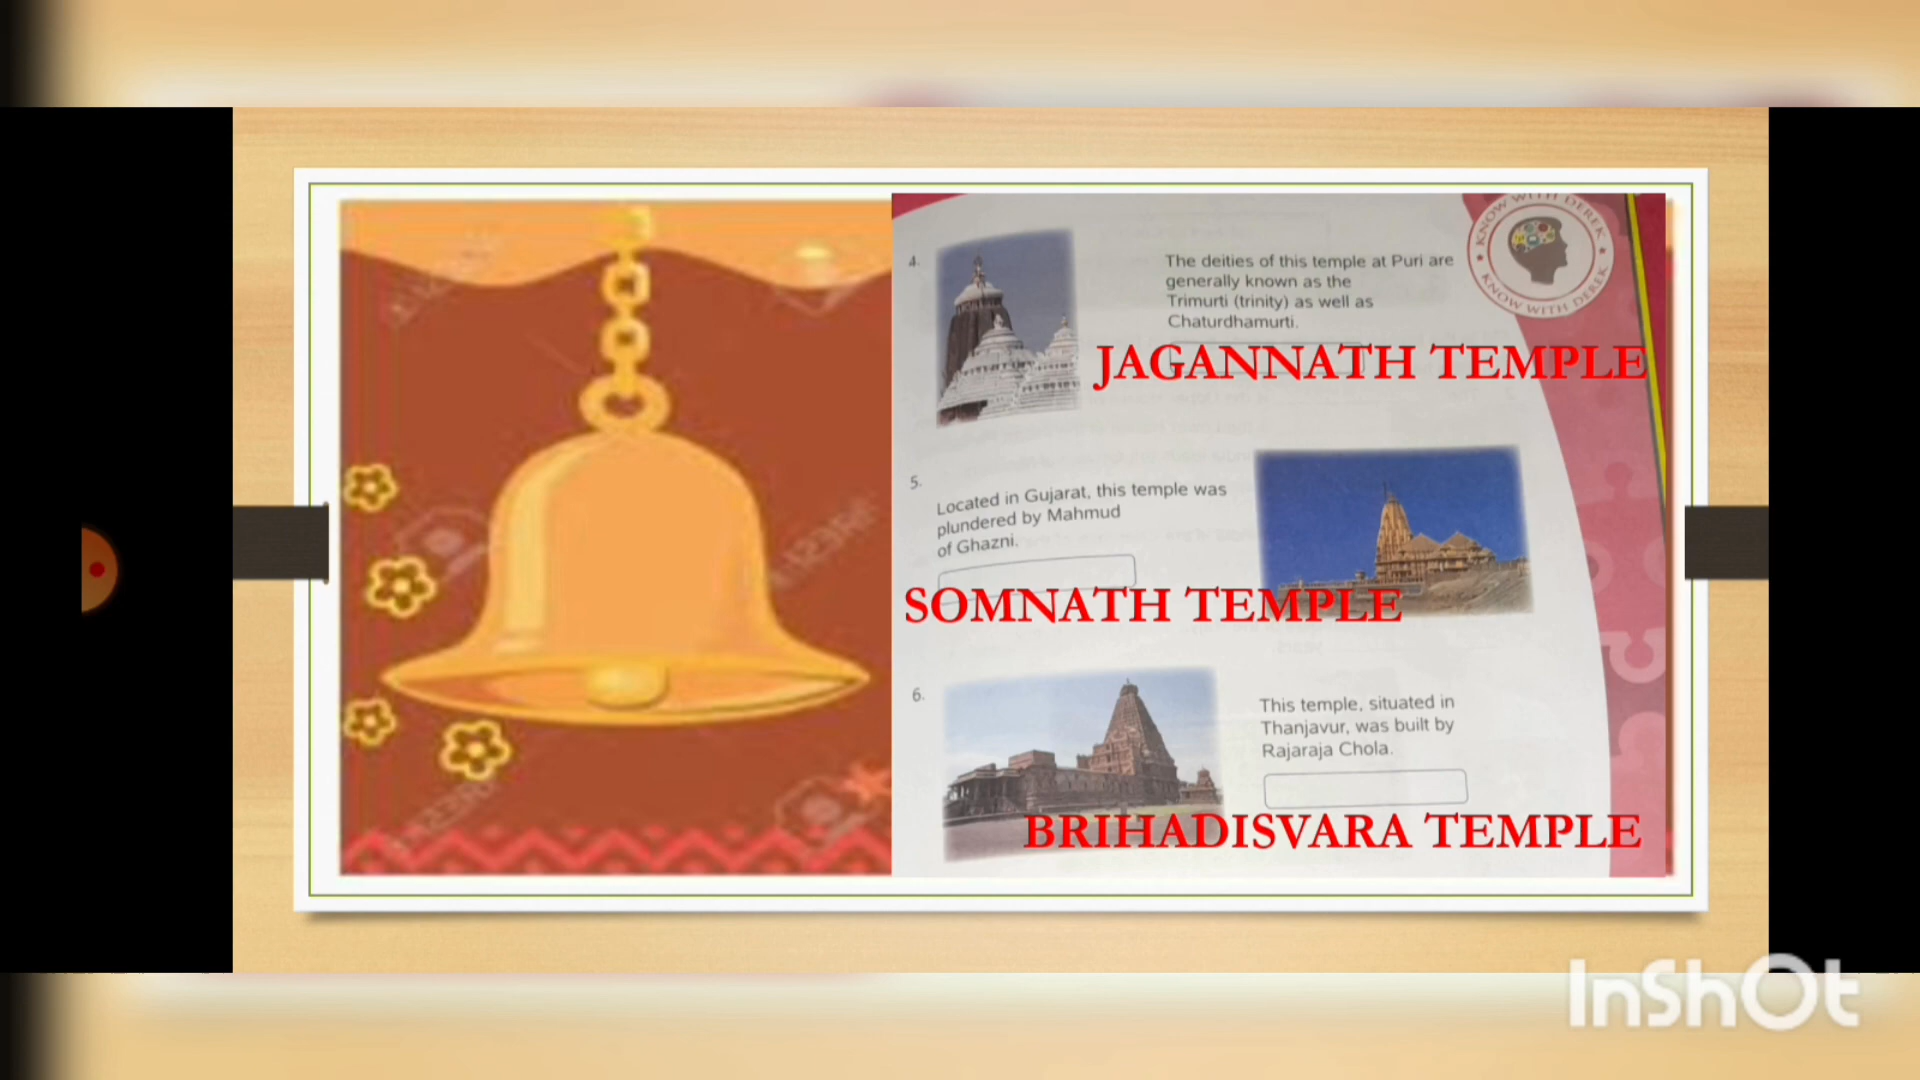 KNOW WITH DEREK
KNOW WITH DEREK
4.
The deities of this temple at Puri are
generally known as the
Trimurti (trinity) as well as
Chaturdhamurti.
JAGANNATH TEMPLE
5.
Located in Gujarat, this temple was
plundered by Mahmud
of Ghazni.
SOMNATH TEMPLE
6.
This temple, situated in
Thanjavur, was built by
Rajaraja Chola.
BRIHADISVARA TEMPLE
123RF
123RF
InShOt